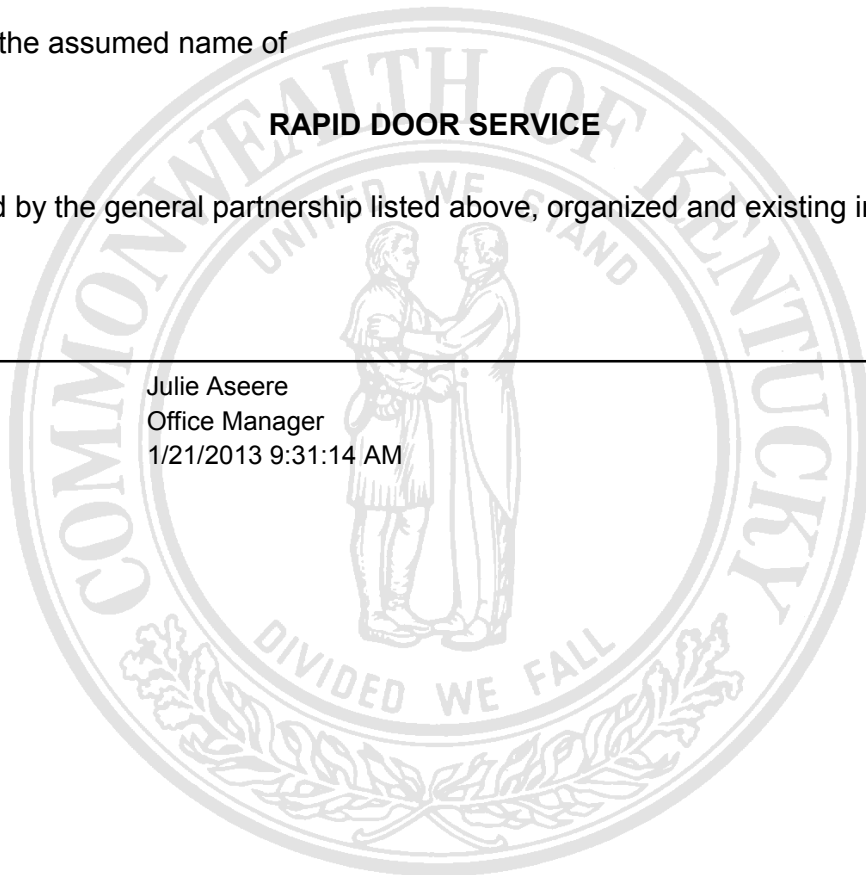 the assumed name of
RAPID DOOR SERVICE
by the general partnership listed above, organized and existing
Julie Aseere
Office Manager
1/21/2013 9:31:14 AM
COMMONWEALTH OF KENTUCKY
UNITED WE STAND
DIVIDED WE FALL